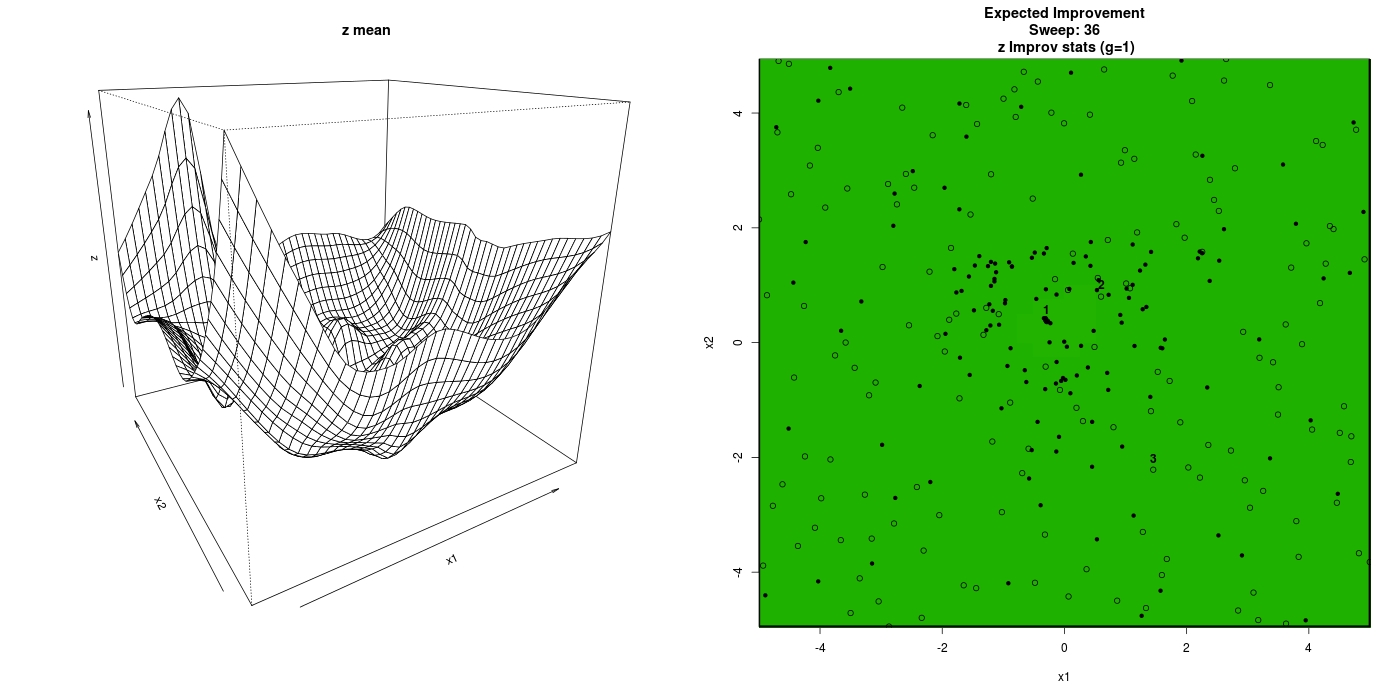 z mean
z
x2
x1
Expected Improvement
Sweep: 36
z Improv stats (g=1)
x2
4
2
0
-2
-4
1
2
3
-4
-2
0
2
4
x1